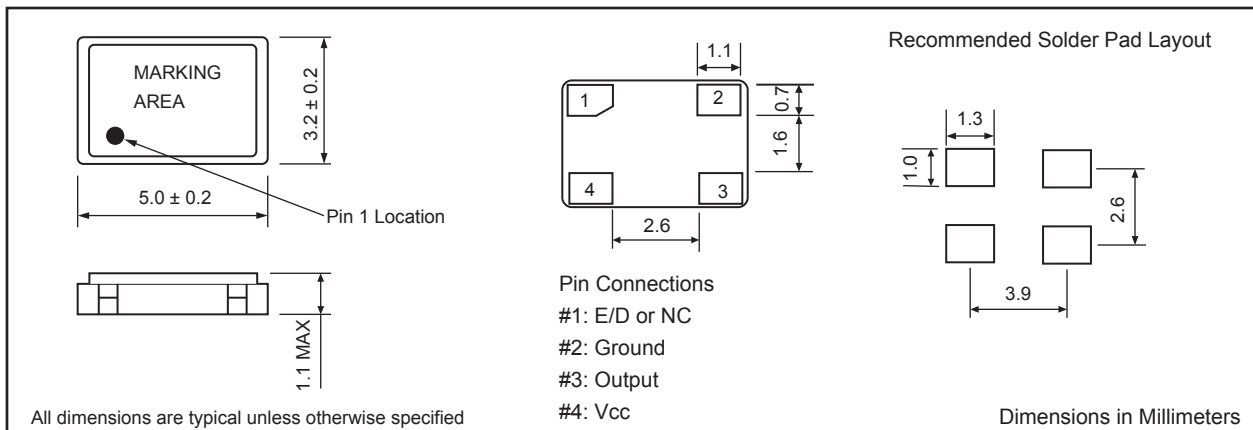 MARKING
AREA
3.2 ± 0.2
5.0 ± 0.2
Pin 1 Location
1.1 MAX
All dimensions are typical unless otherwise specified
1.1
1
2
0.7
1.6
4
3
2.6
Pin Connections
#1: E/D or NC
#2: Ground
#3: Output
#4: Vcc
Recommended Solder Pad Layout
1.3
1.0
2.6
3.9
Dimensions in Millimeters